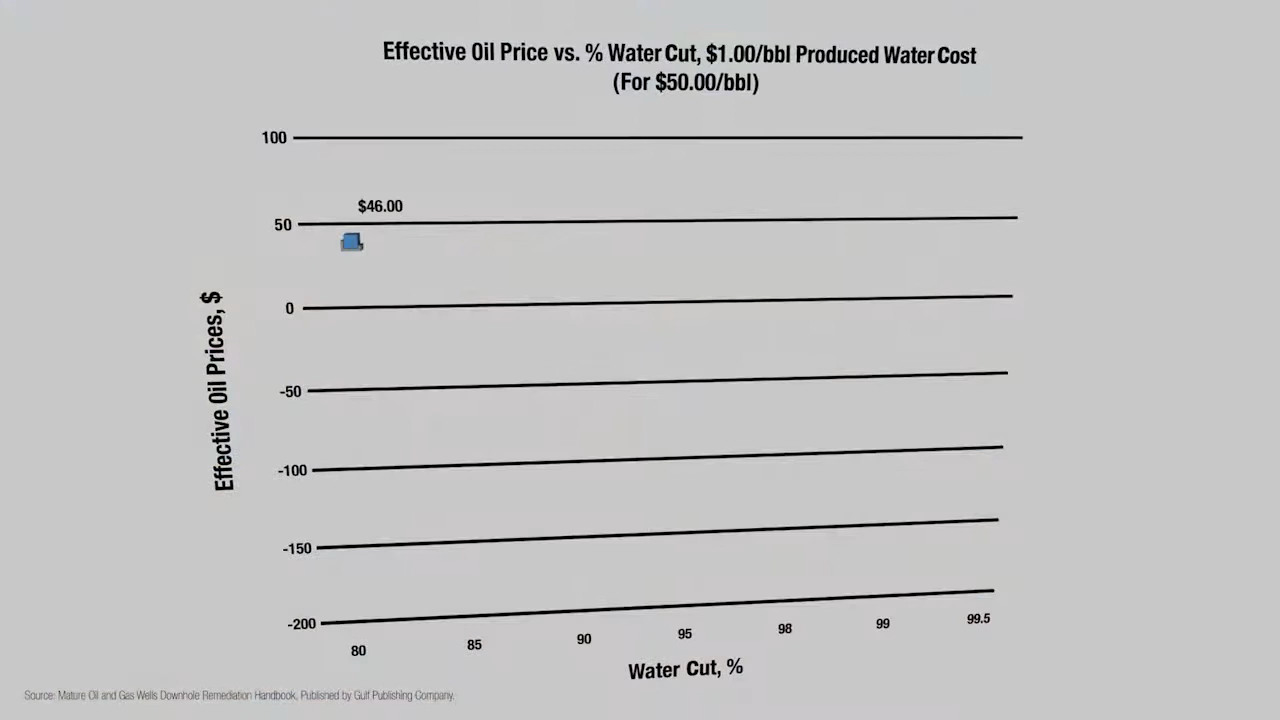 Effective Oil Price vs. % Water Cut, $1.00/bbl Produced Water Cost
(For $50.00/bbl)
100
$46.00
50
0
Effective Oil Prices, $
-50
-100
-150
-200
80 85 90 95 98 99 99.5
Water Cut, %
Source: Mature Oil and Gas Wells Downhole Remediation Handbook, Published by Gulf Publishing Company.